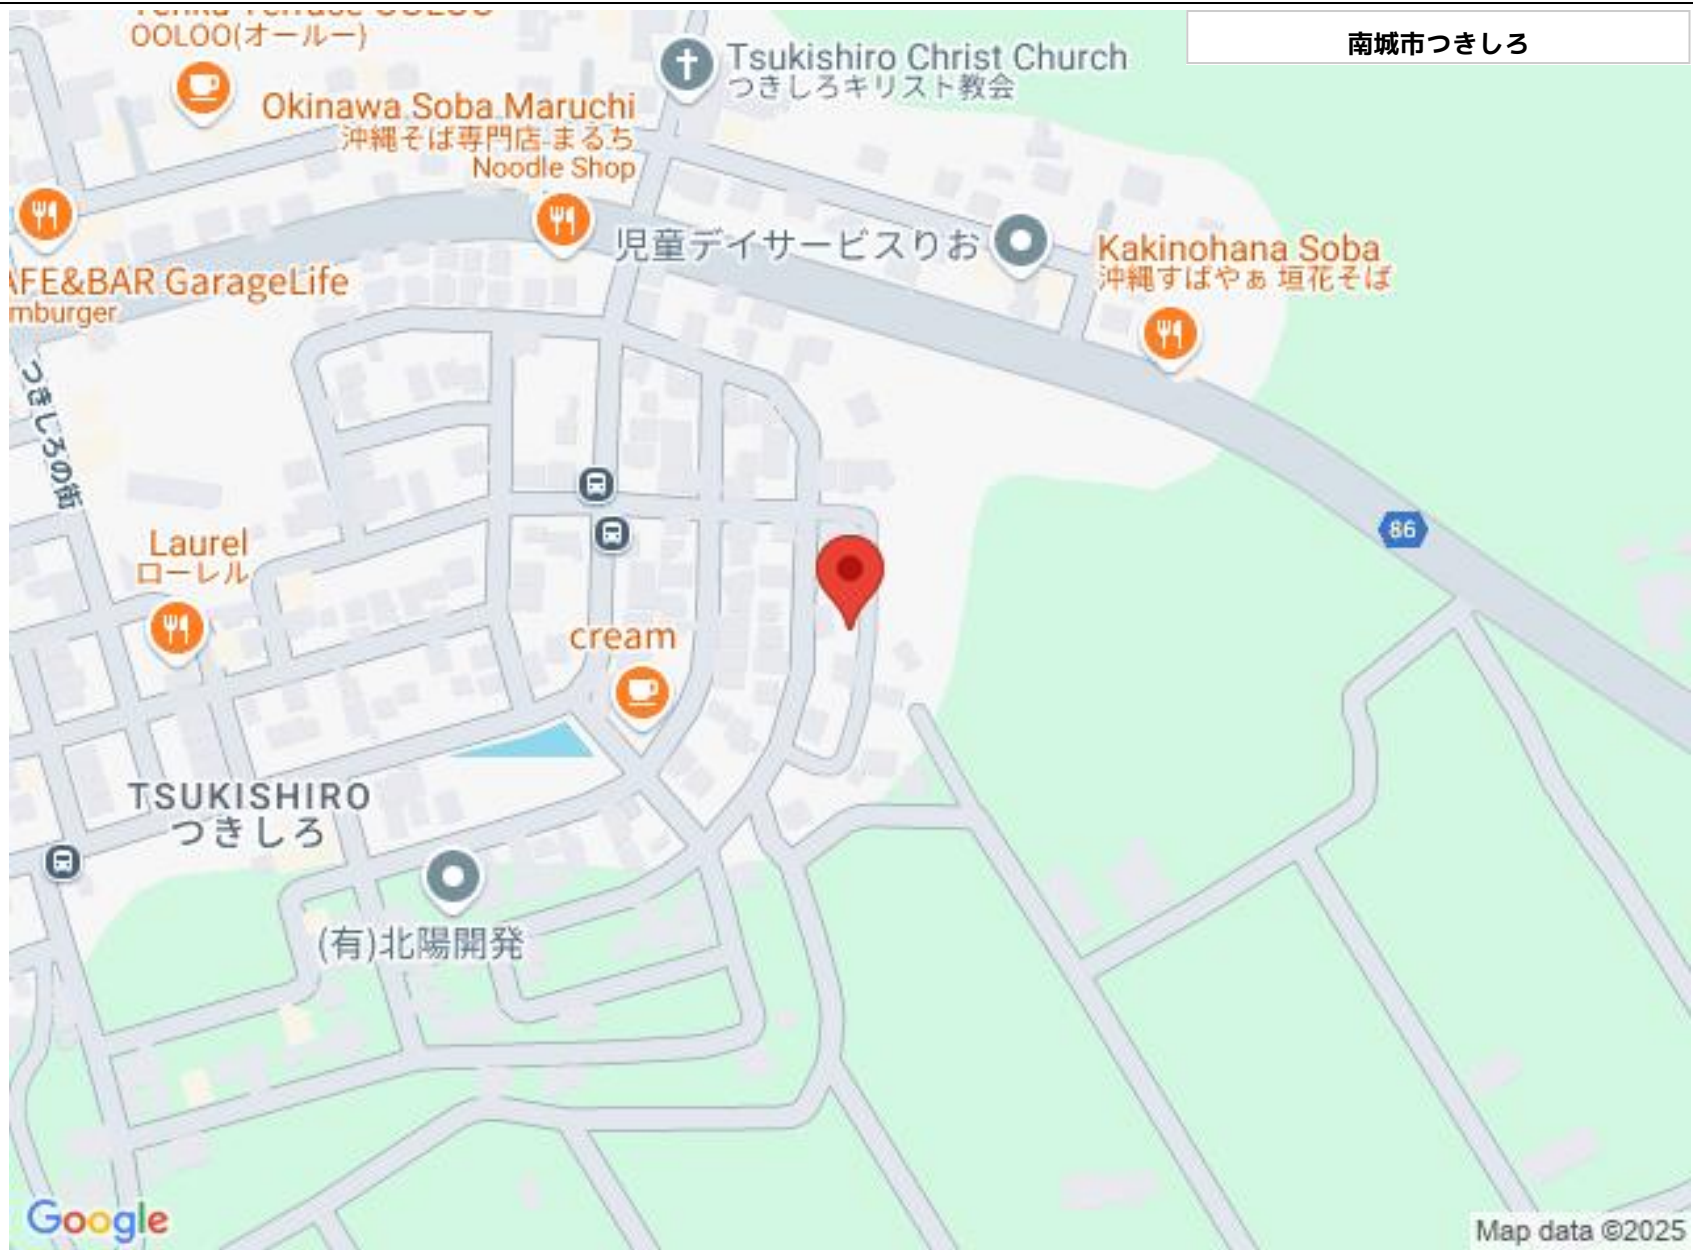 OOLOO(オールー)
南城市つきしろ
Tsukishiro Christ Church
つきしろキリスト教会
Okinawa Soba Maruchi
沖縄そば専門店 まるち
Noodle Shop
児童デイサービスりお
Kakinohana Soba
沖縄すばやぁ 垣花そば
AFE&BAR GarageLife
mburger
つきしろの街
86
Laurel
ローレル
cream
TSUKISHIRO
つきしろ
(有)北陽開発
Google
Map data ©2025